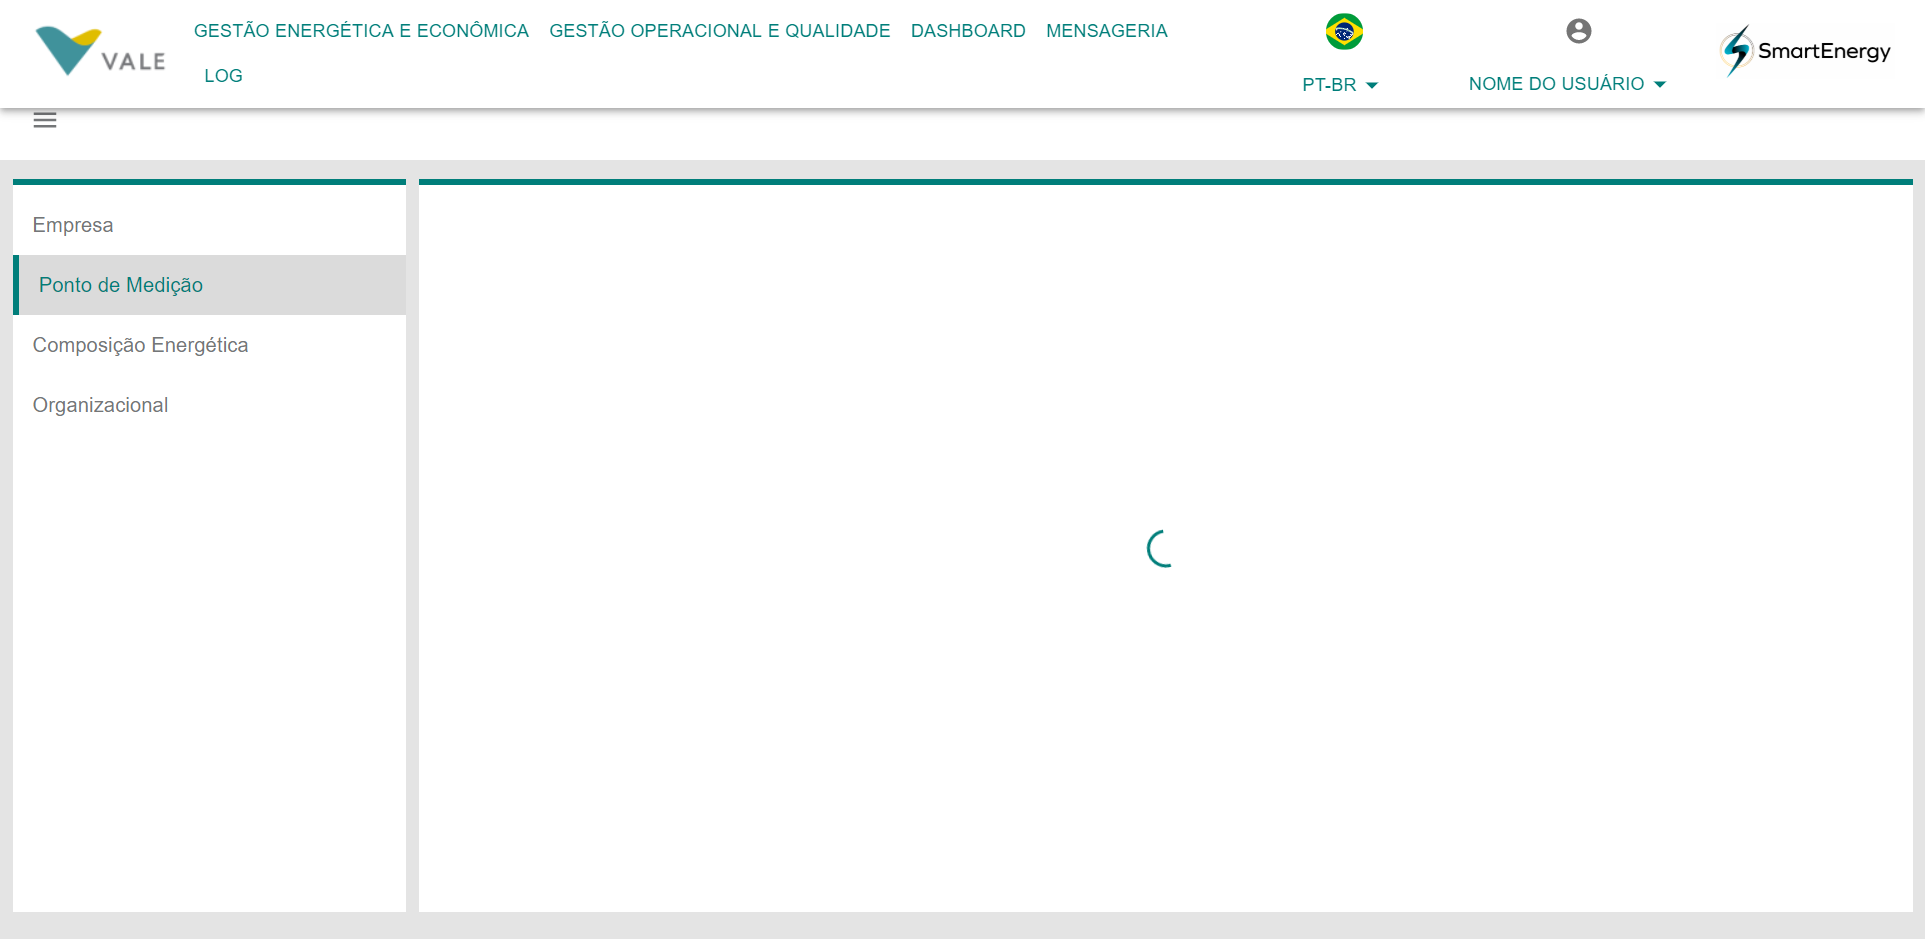 VALE
GESTÃO ENERGÉTICA E ECONÔMICA GESTÃO OPERACIONAL E QUALIDADE DASHBOARD MENSAGERIA
LOG
PT-BR
NOME DO USUÁRIO
SmartEnergy
Empresa
Ponto de Medição
Composição Energética
Organizacional